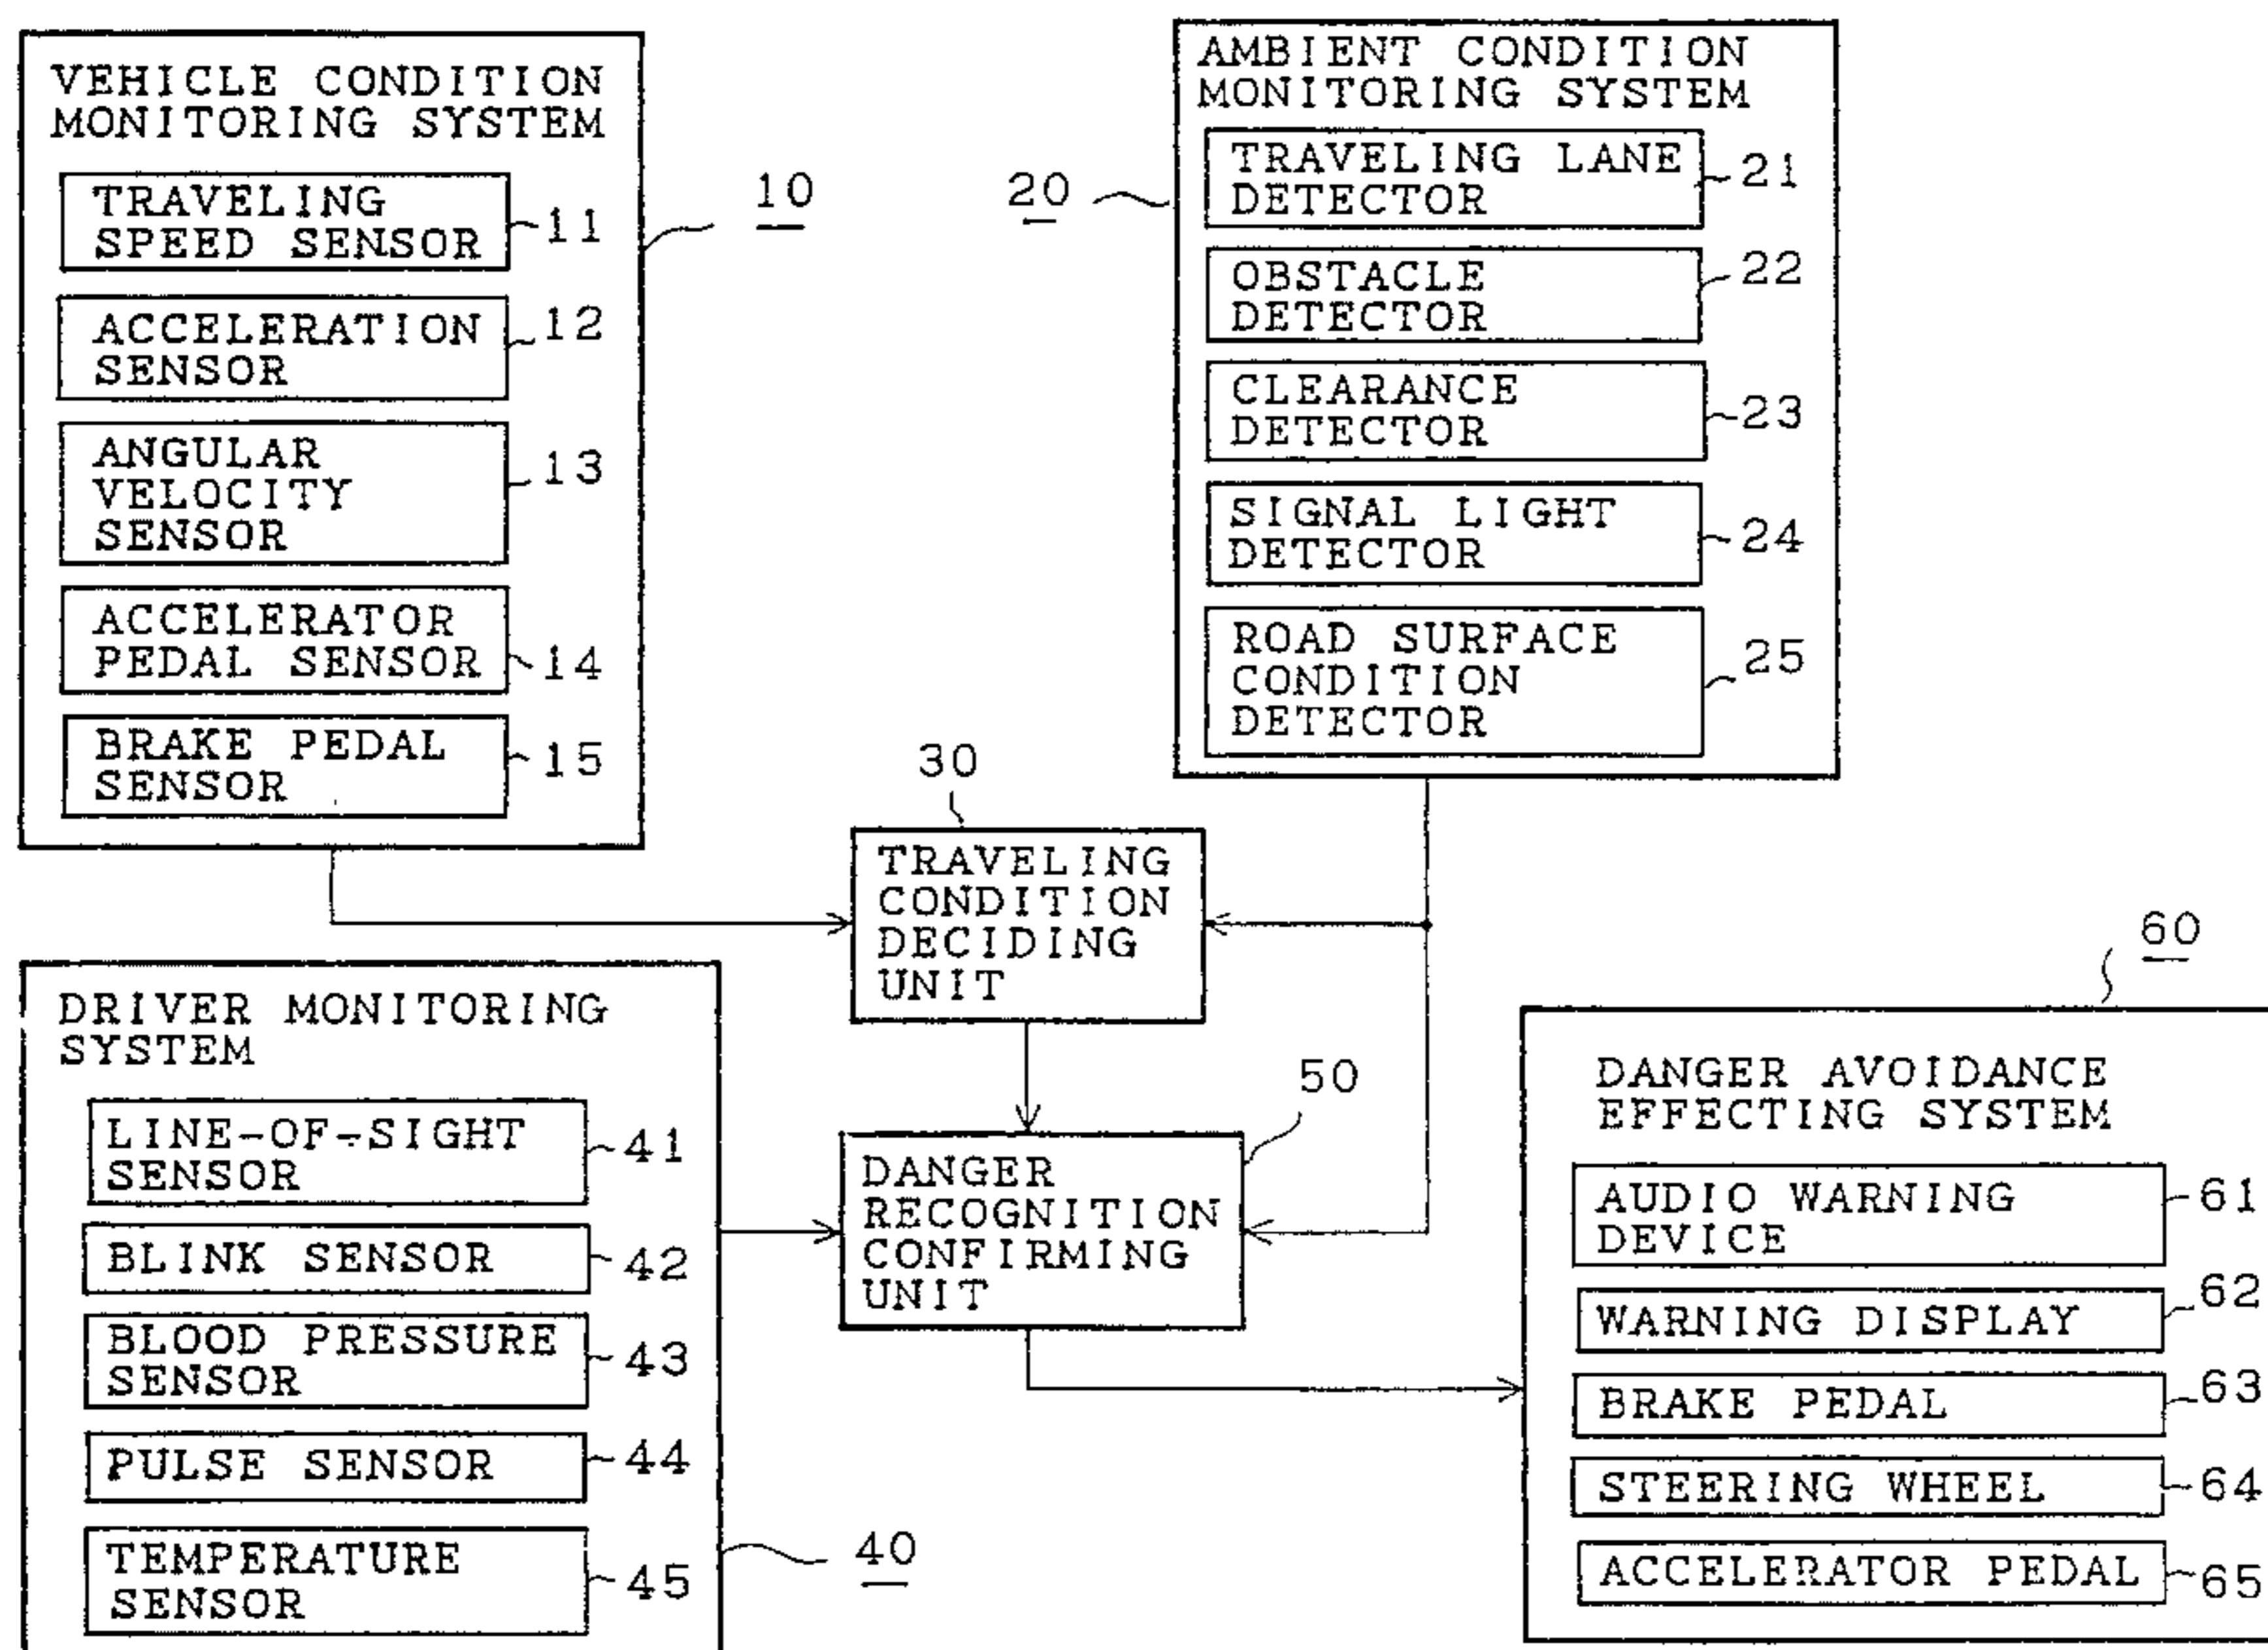 VEHICLE CONDITION
MONITORING SYSTEM
TRAVELING
SPEED SENSOR
11
ACCELERATION
SENSOR
12
ANGULAR
VELOCITY
SENSOR
13
ACCELERATOR
PEDAL SENSOR
14
BRAKE PEDAL
SENSOR
15
10
20
AMBIENT CONDITION
MONITORING SYSTEM
TRAVELING LANE
DETECTOR
21
OBSTACLE
DETECTOR
22
CLEARANCE
DETECTOR
23
SIGNAL LIGHT
DETECTOR
24
ROAD SURFACE
CONDITION
DETECTOR
25
30
TRAVELING
CONDITION
DECIDING
UNIT
DRIVER MONITORING
SYSTEM
LINE-OF-SIGHT
SENSOR
41
BLINK SENSOR
42
BLOOD PRESSURE
SENSOR
43
PULSE SENSOR
44
TEMPERATURE
SENSOR
45
40
50
DANGER
RECOGNITION
CONFIRMING
UNIT
60
DANGER AVOIDANCE
EFFECTING SYSTEM
AUDIO WARNING
DEVICE
61
WARNING DISPLAY
62
BRAKE PEDAL
63
STEERING WHEEL
64
ACCELERATOR PEDAL
65